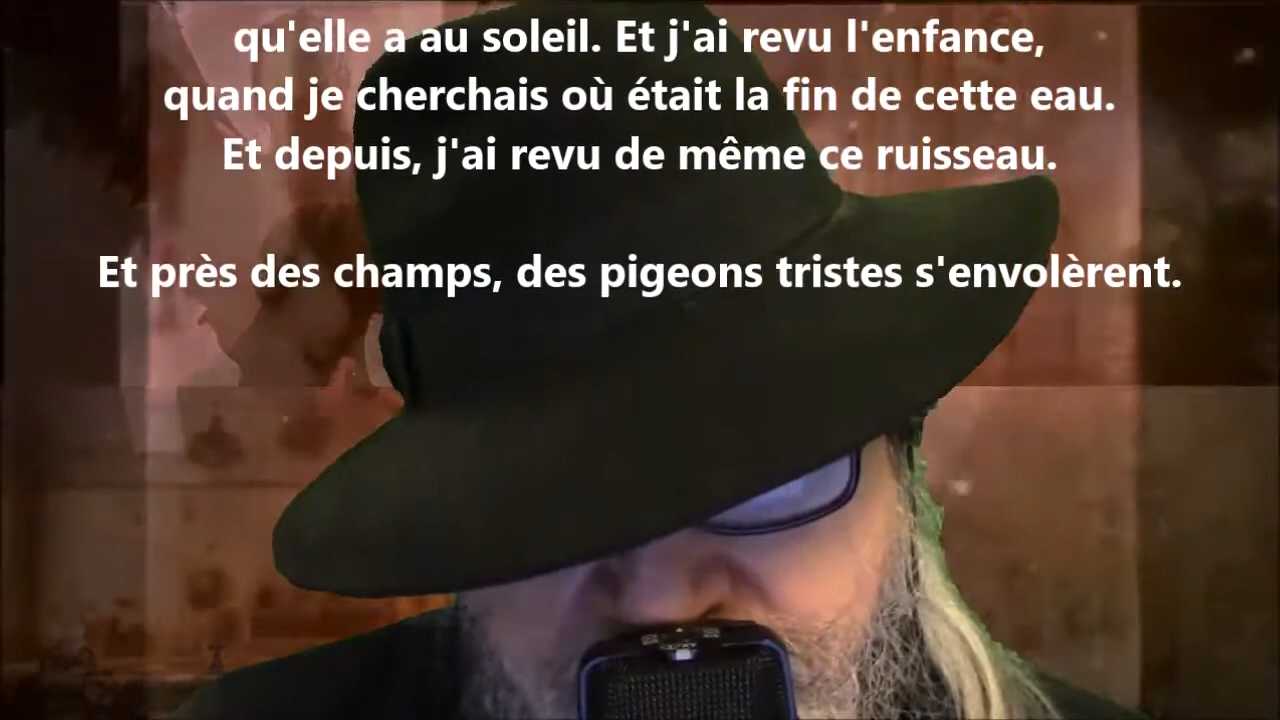 qu'elle a au soleil. Et j'ai revu l'enfance,
quand je cherchais où était la fin de cette eau.
Et depuis, j'ai revu de même ce ruisseau.
Et près des champs, des pigeons tristes s'envolèrent.